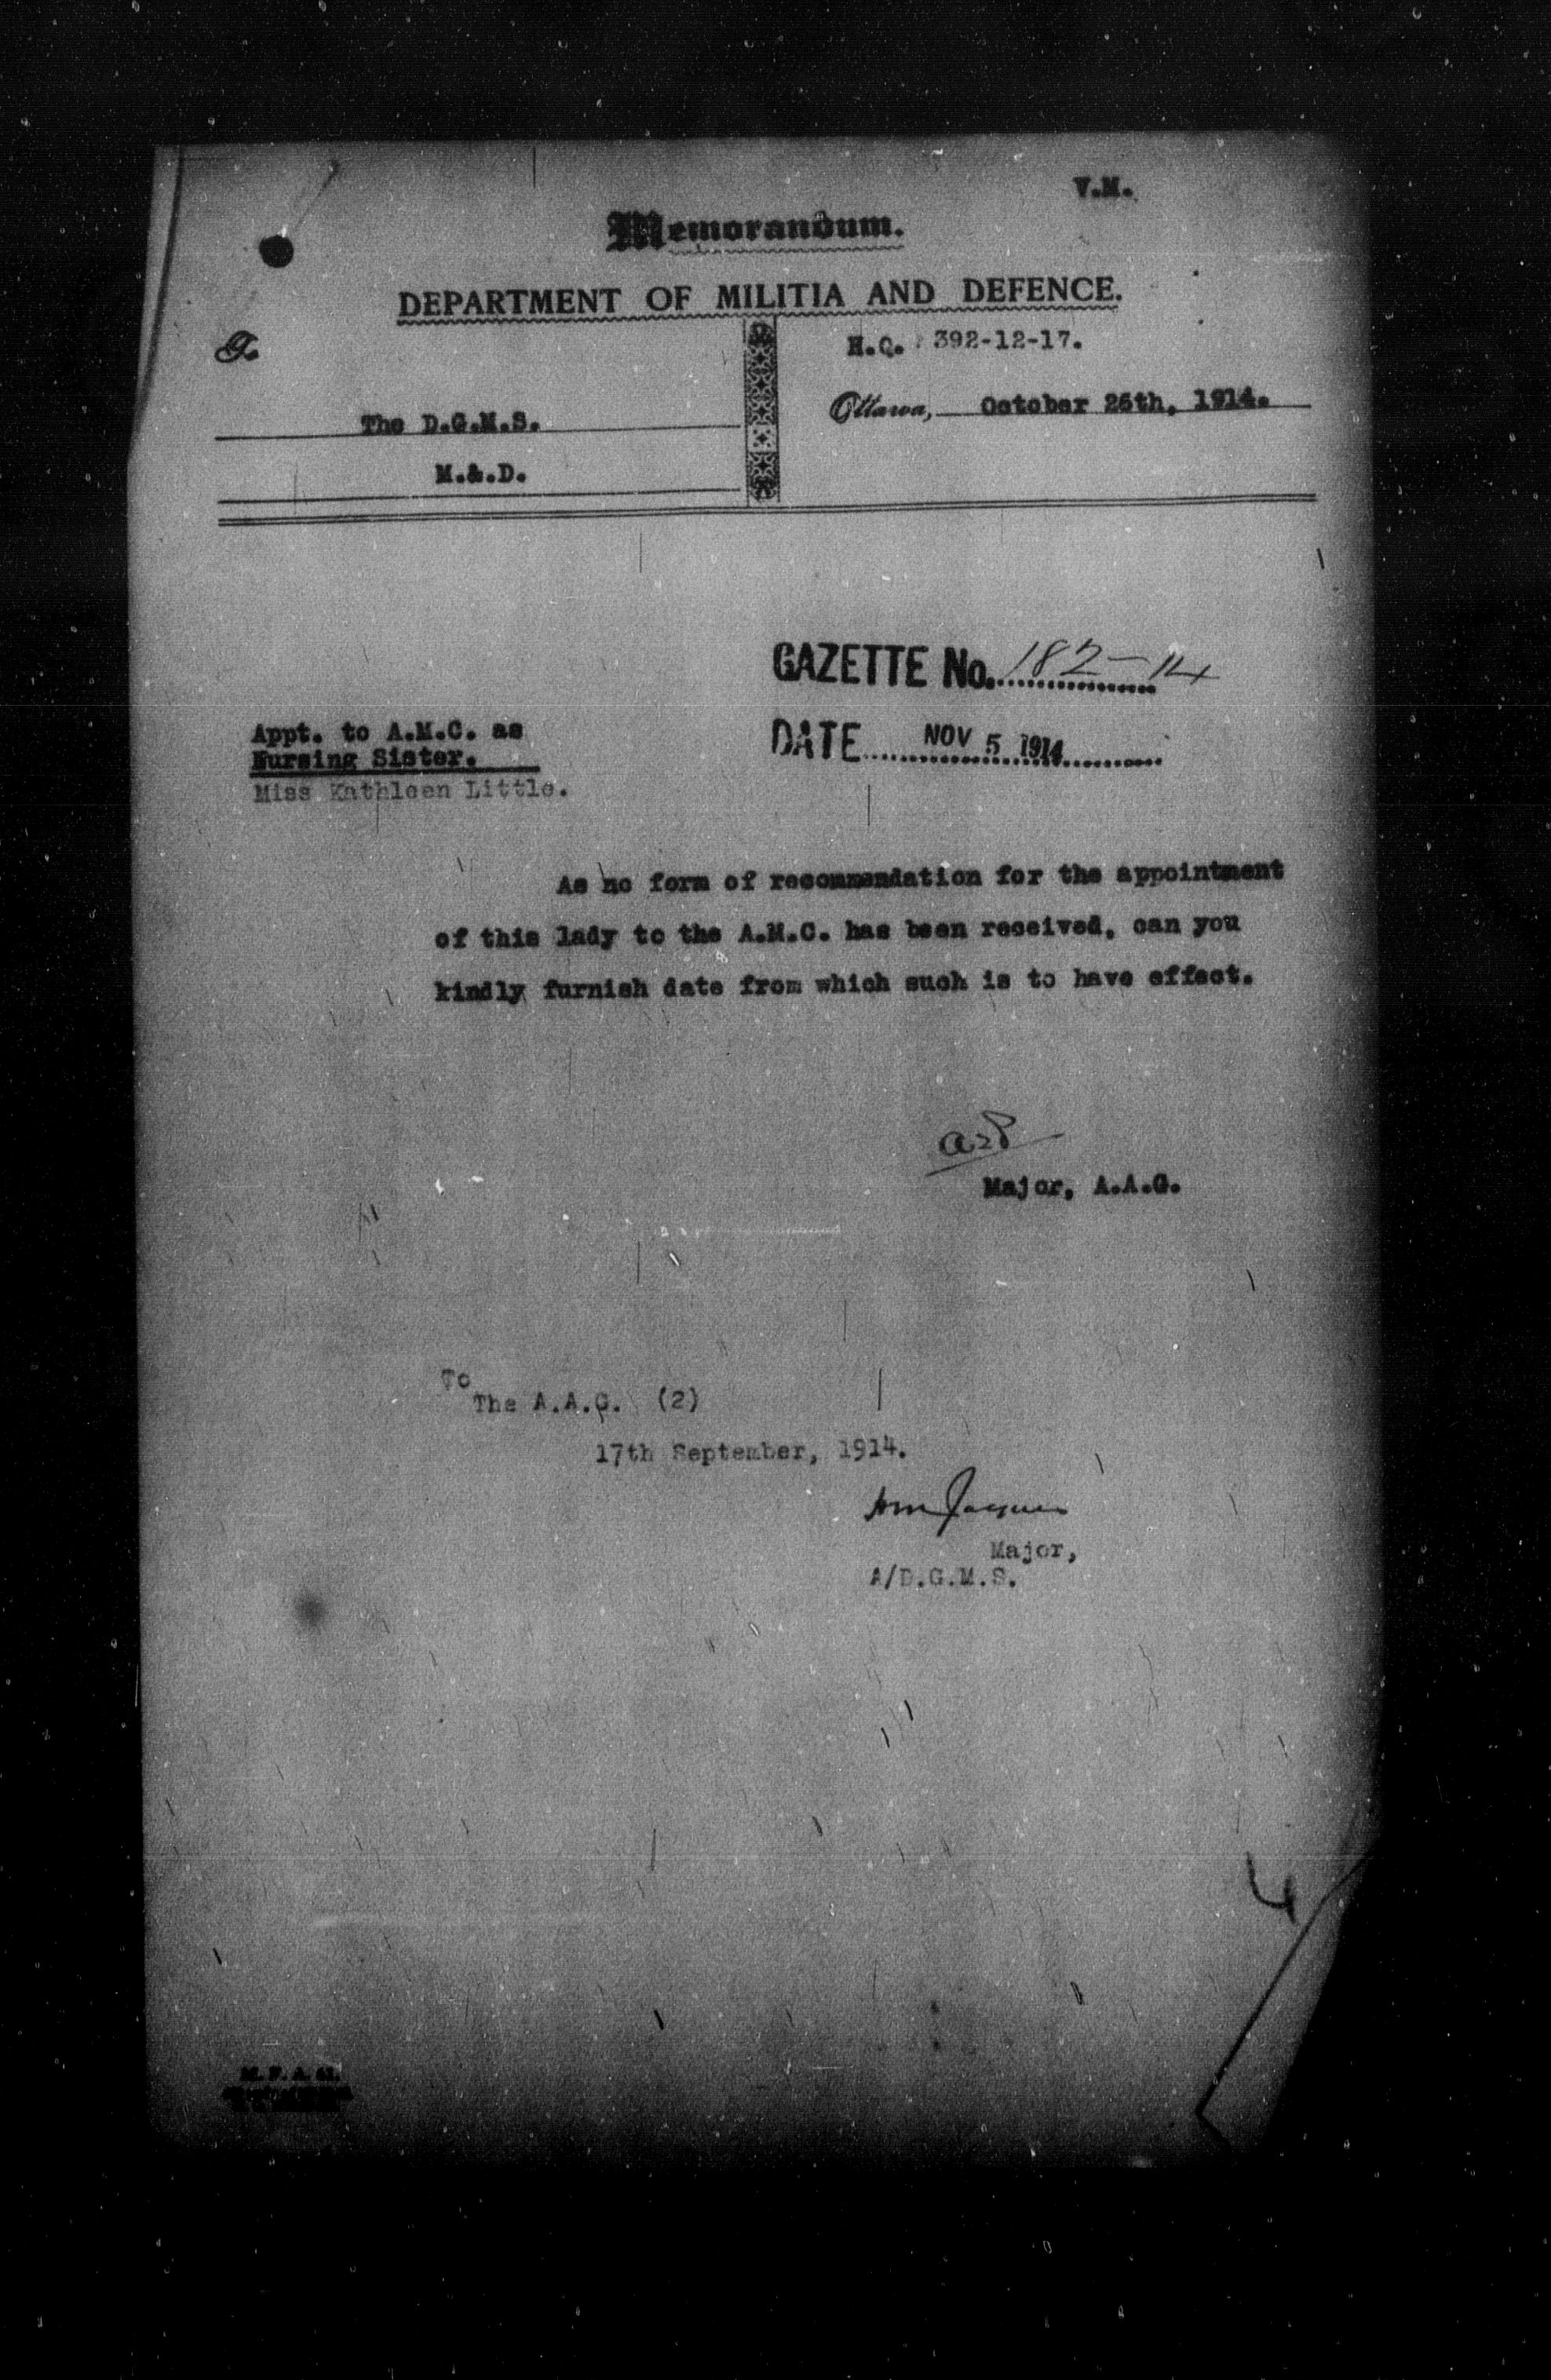 V.M.
Memorandum.
DEPARTMENT OF MILITIA AND DEFENCE.
To
H.Q. 392-12-17.
Ottawa, October 26th, 1914.
The D.G.M.S.
M.&.D.
GAZETTE No. 182-14
DATE NOV 5 1914
Appt. to A.M.C. as
Nursing Sister.
Miss Kathleen Little.
As no form of recommendation for the appointment
of this lady to the A.M.C. has been received, can you
kindly furnish date from which such is to have effect.
Major, A.A.G.
To
The A.A.G. (2)
17th September, 1914.
Major,
A/D.G.M.S.
4
M. F. A. 41.